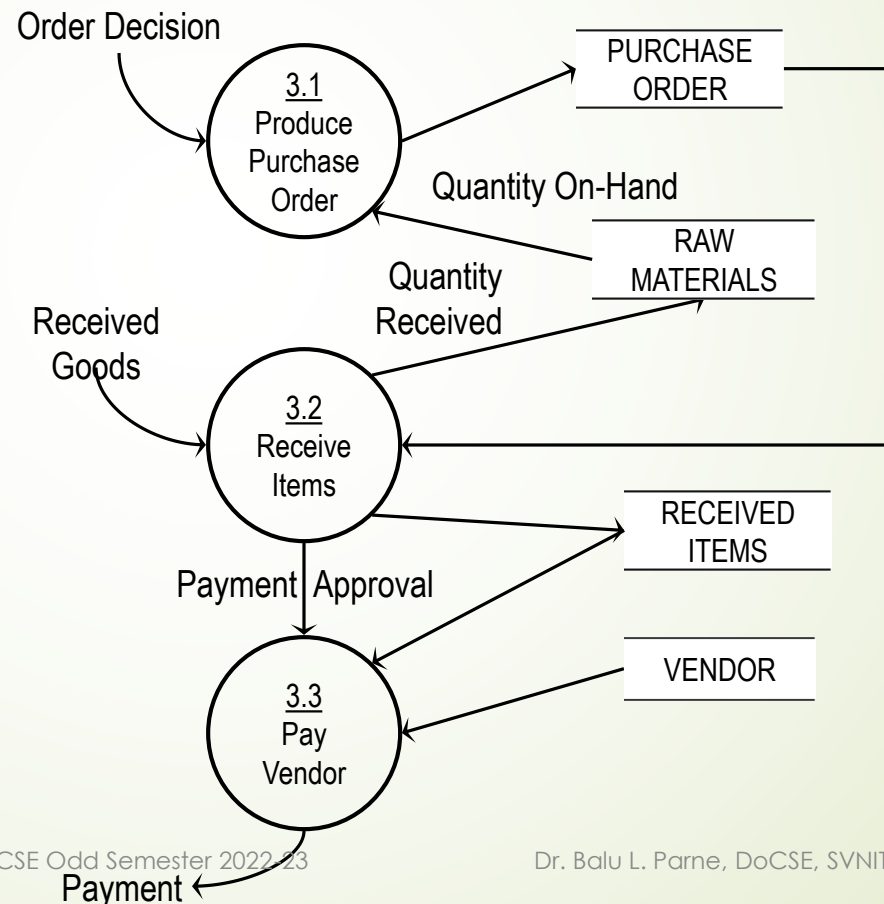 Order Decision
PURCHASE
ORDER
3.1
Produce
Purchase
Order
Quantity On-Hand
RAW
MATERIALS
Quantity
Received
Received
Goods
3.2
Receive
Items
RECEIVED
ITEMS
Payment Approval
VENDOR
3.3
Pay
Vendor
CSE Odd Semester 2022-23
Dr. Balu L. Parne, DoCSE, SVNIT
Payment